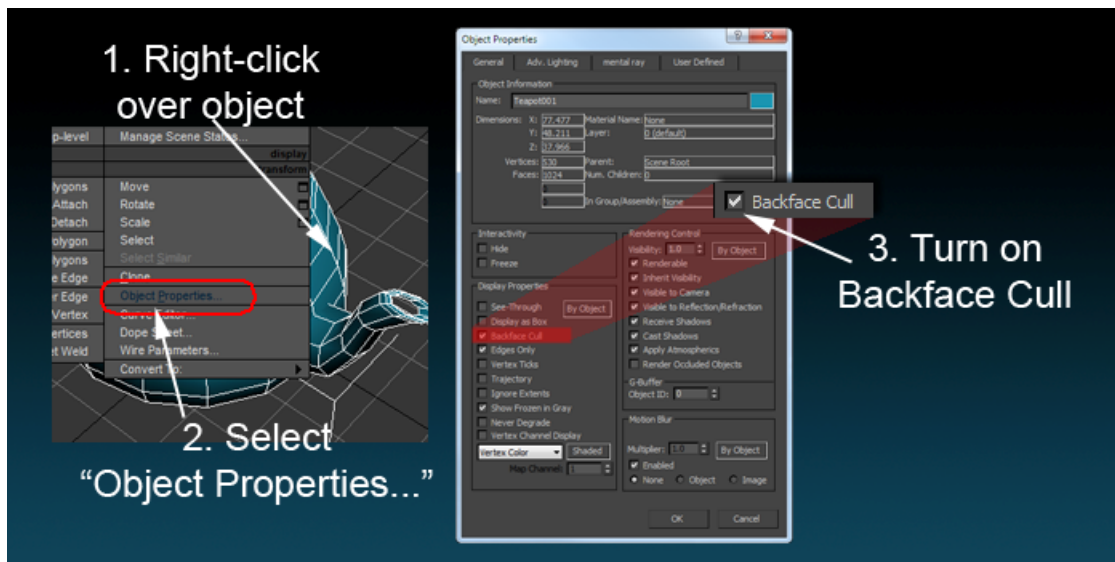 1. Right-click
over object
p-level Manage Scene States...
display
transform
lygons Move
Attach Rotate
Detach Scale
olygon Select
lygons Select Similar
e Edge Clone
r Edge Object Properties...
Vertex Curve Editor...
ertices Dope Sheet...
et Weld Wire Parameters...
Convert To:
2. Select
“Object Properties...”
Object Properties
General Adv. Lighting mental ray User Defined
Object Information
Name: Teapot001
Dimensions: X: 77.477 Material Name: None
Y: 48.211 Layer: 0 (default)
Z: 37.966
Vertices: 530 Parent: Scene Root
Faces: 1024 Num. Children: 0
In Group/Assembly: None
Backface Cull
3. Turn on
Backface Cull
Interactivity
Hide
Freeze
Display Properties
See-Through By Object
Display as Box
Backface Cull
Edges Only
Vertex Ticks
Trajectory
Ignore Extents
Show Frozen in Gray
Never Degrade
Vertex Channel Display
Vertex Color Shaded
Map Channel: 1
Rendering Control
Visibility: 1.0 By Object
Renderable
Inherit Visibility
Visible to Camera
Visible to Reflection/Refraction
Receive Shadows
Cast Shadows
Apply Atmospherics
Render Occluded Objects
G-Buffer
Object ID: 0
Motion Blur
Multiplier: 1.0 By Object
Enabled
None Object Image
OK Cancel